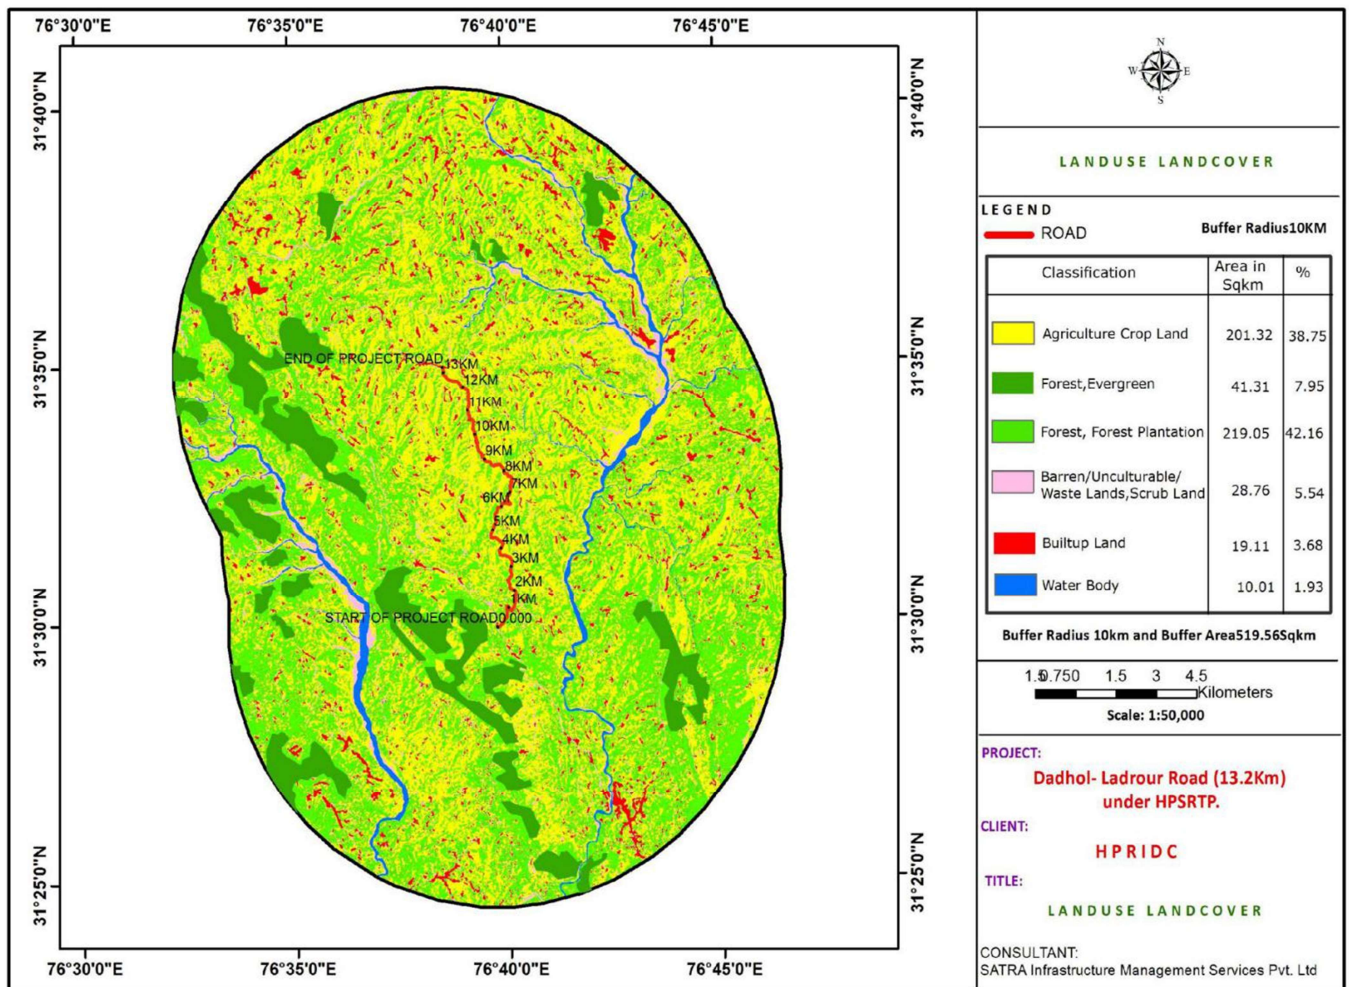 76°30'0"E 76°35'0"E 76°40'0"E 76°45'0"E
31°40'0"N
31°35'0"N
31°30'0"N
31°25'0"N
31°40'0"N
31°35'0"N
31°30'0"N
31°25'0"N
END OF PROJECT ROAD
13KM
12KM
11KM
10KM
9KM
8KM
7KM
6KM
5KM
4KM
3KM
2KM
1KM
START OF PROJECT ROAD0.000
76°30'0"E 76°35'0"E 76°40'0"E 76°45'0"E
N
W E
S
LANDUSE LANDCOVER
LEGEND
ROAD Buffer Radius10KM
Classification Area in Sqkm %
Agriculture Crop Land 201.32 38.75
Forest,Evergreen 41.31 7.95
Forest, Forest Plantation 219.05 42.16
Barren/Unculturable/
Waste Lands,Scrub Land 28.76 5.54
Builtup Land 19.11 3.68
Water Body 10.01 1.93
Buffer Radius 10km and Buffer Area519.56Sqkm
1.50.750 1.5 3 4.5
Kilometers
Scale: 1:50,000
PROJECT:
Dadhol- Ladrour Road (13.2Km)
under HPSRTP.
CLIENT:
HPRIDC
TITLE:
LANDUSE LANDCOVER
CONSULTANT:
SATRA Infrastructure Management Services Pvt. Ltd